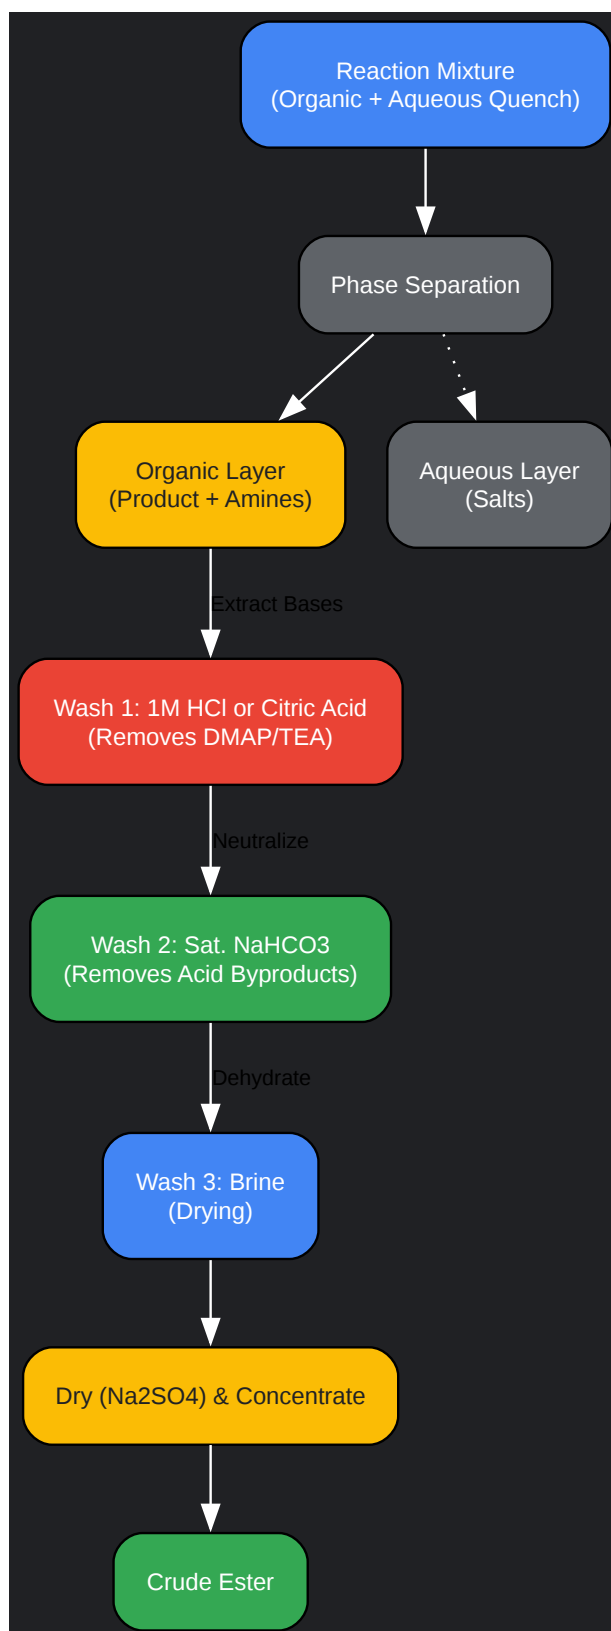 Reaction Mixture
(Organic + Aqueous Quench)
Phase Separation
Organic Layer
(Product + Amines)
Aqueous Layer
(Salts)
Extract Bases
Wash 1: 1M HCl or Citric Acid
(Removes DMAP/TEA)
Neutralize
Wash 2: Sat. NaHCO3
(Removes Acid Byproducts)
Dehydrate
Wash 3: Brine
(Drying)
Dry (Na2SO4) & Concentrate
Crude Ester